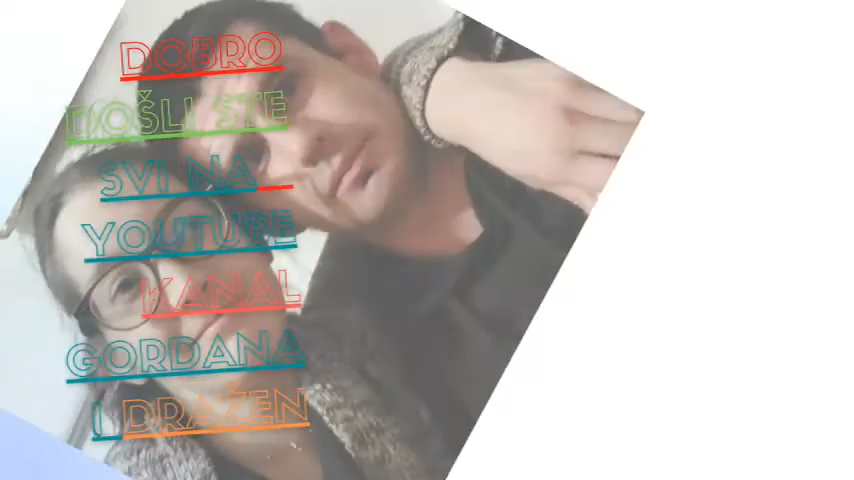 DOBRO
DOŠLI STE
SVI NA
YOUTUBE
KANAL
GORDANA
I DRAŽEN